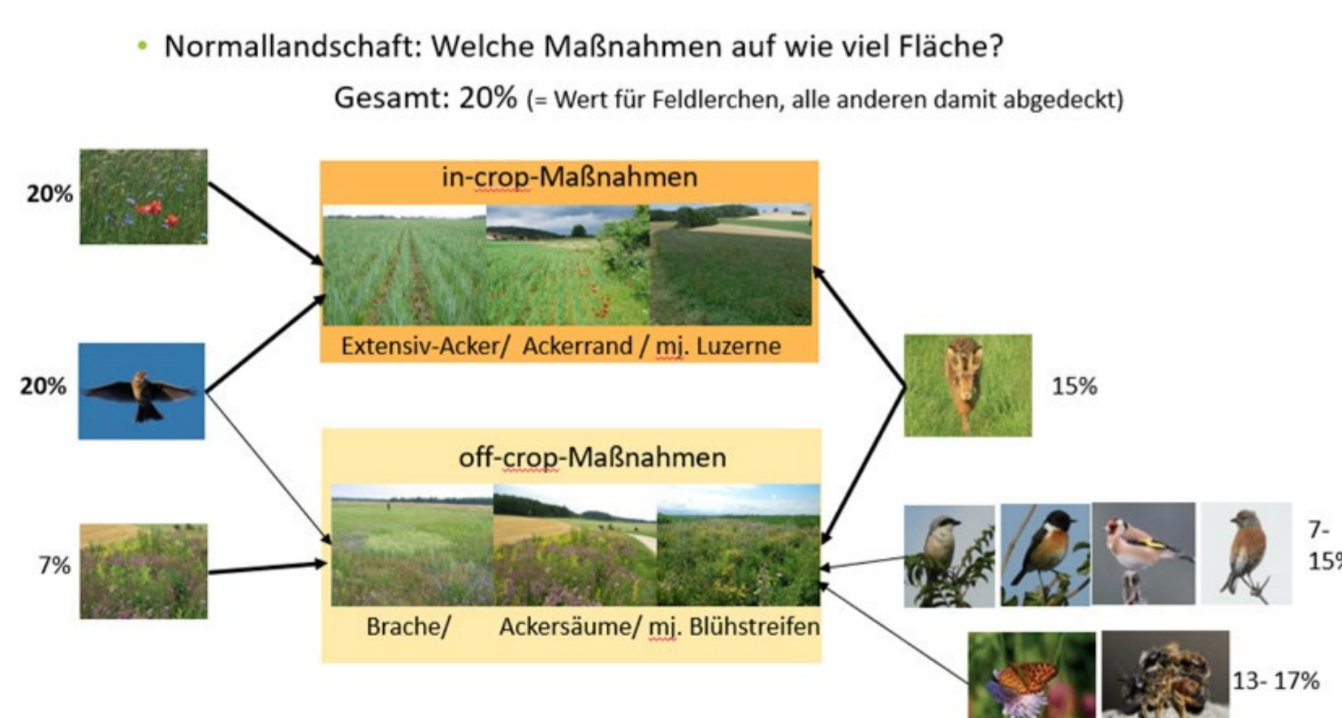 • Normallandschaft: Welche Maßnahmen auf wie viel Fläche?
Gesamt: 20% (= Wert für Feldlerchen, alle anderen damit abgedeckt)
20%
in-crop-Maßnahmen
Extensiv-Acker/ Ackerrand / mj. Luzerne
20%
15%
off-crop-Maßnahmen
7%
Brache/ Ackersäume/ mj. Blühstreifen
7-
15%
13- 17%